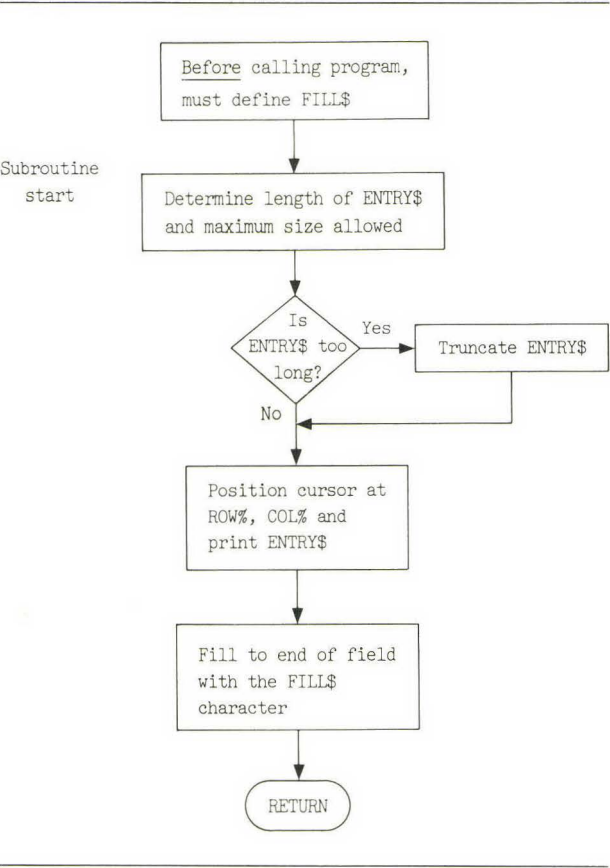 Before calling program,
must define FILL$
Subroutine
start
Determine length of ENTRY$
and maximum size allowed
Is
ENTRY$ too
long?
Yes
Truncate ENTRY$
No
Position cursor at
ROW%, COL% and
print ENTRY$
Fill to end of field
with the FILL$
character
RETURN